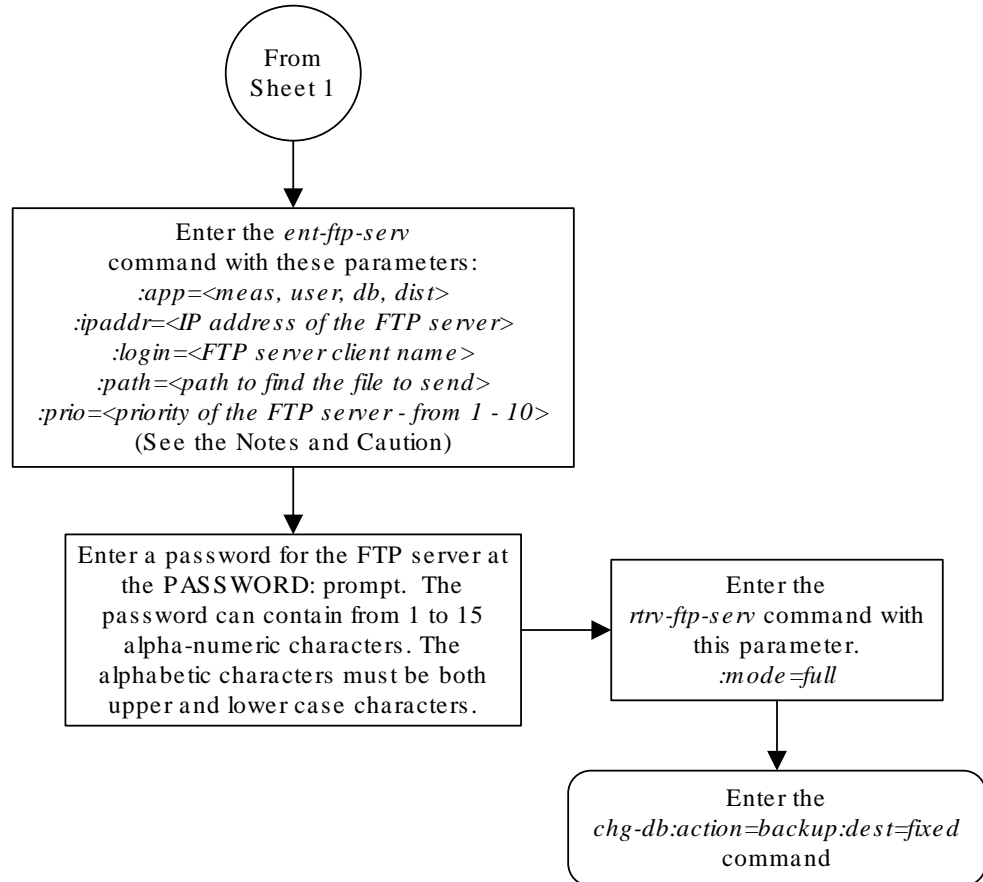 From
Sheet 1
Enter the ent-ftp-serv
command with these parameters:
:app=<meas, user, db, dist>
:ipaddr=<IP address of the FTP server>
:login=<FTP server client name>
:path=<path to find the file to send>
:prio=<priority of the FTP server - from 1 - 10>
(See the Notes and Caution)
Enter a password for the FTP server at
the PASSWORD: prompt. The
password can contain from 1 to 15
alpha-numeric characters. The
alphabetic characters must be both
upper and lower case characters.
Enter the
rtrv-ftp-serv command with
this parameter.
:mode=full
Enter the
chg-db:action=backup:dest=fixed
command